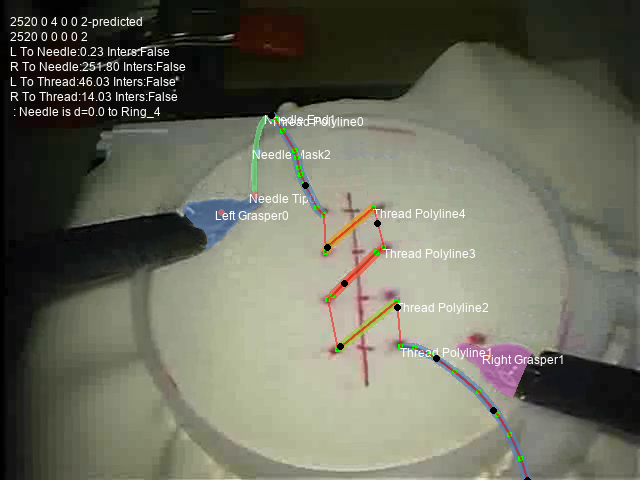 2520 0 4 0 0 2-predicted
2520 0 0 0 0 2
L To Needle:0.23 Inters:False
R To Needle:251.80 Inters:False
L To Thread:46.03 Inters:False
R To Thread:14.03 Inters:False
: Needle is d=0.0 to Ring_4
Needle End1
Thread Polyline0
Needle Mask2
Needle Tip
Left Grasper0
Thread Polyline4
Thread Polyline3
Thread Polyline2
Thread Polyline1
Right Grasper1